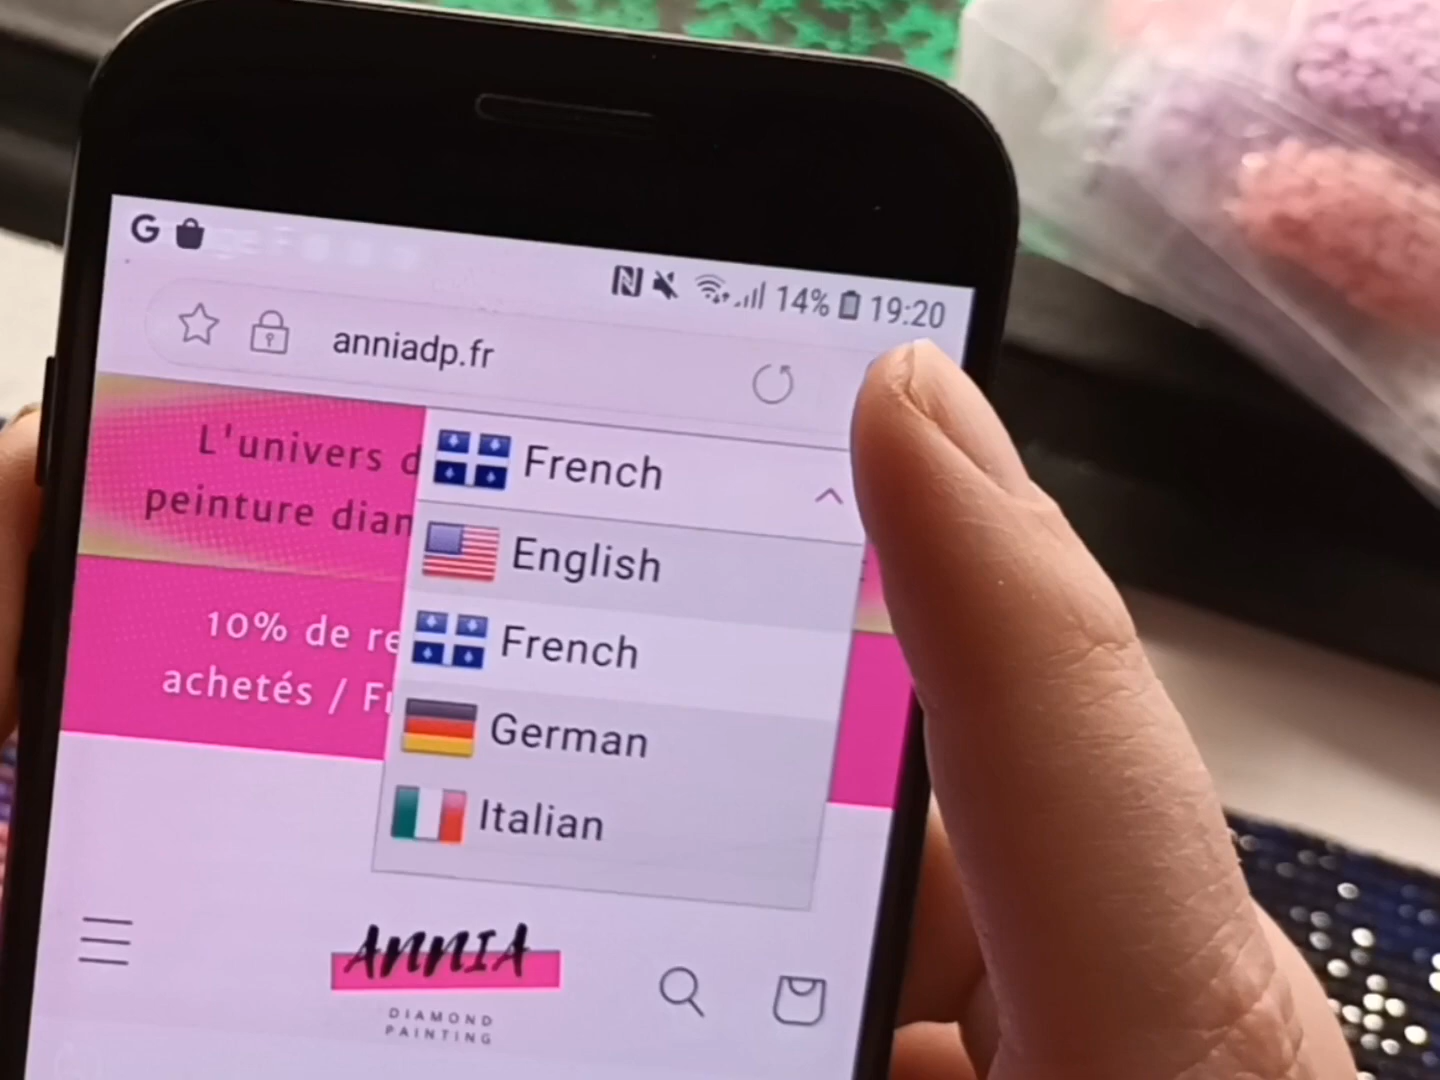 G
14% 19:20
anniadp.fr
L'univers d
peinture dian
10% de re
achetés / Fr
French
English
French
German
Italian
ANNIA
DIAMOND
PAINTING